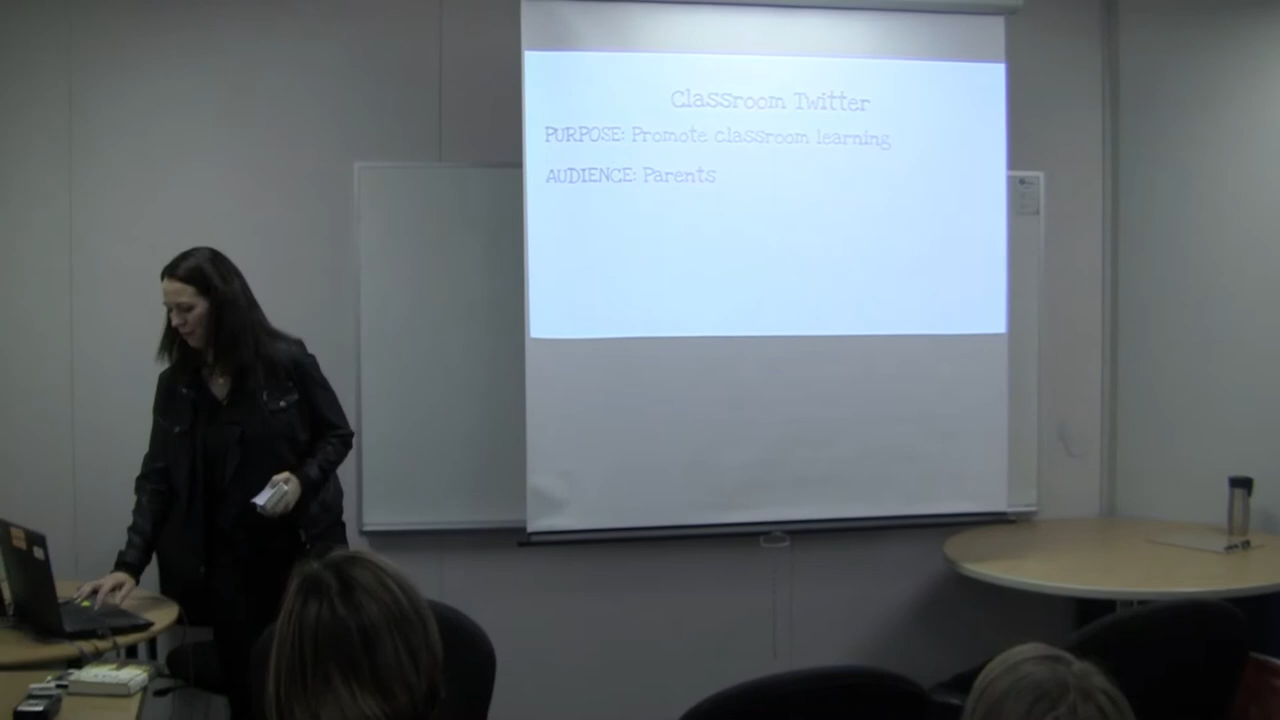 Classroom Twitter
PURPOSE: Promote classroom learning
AUDIENCE: Parents